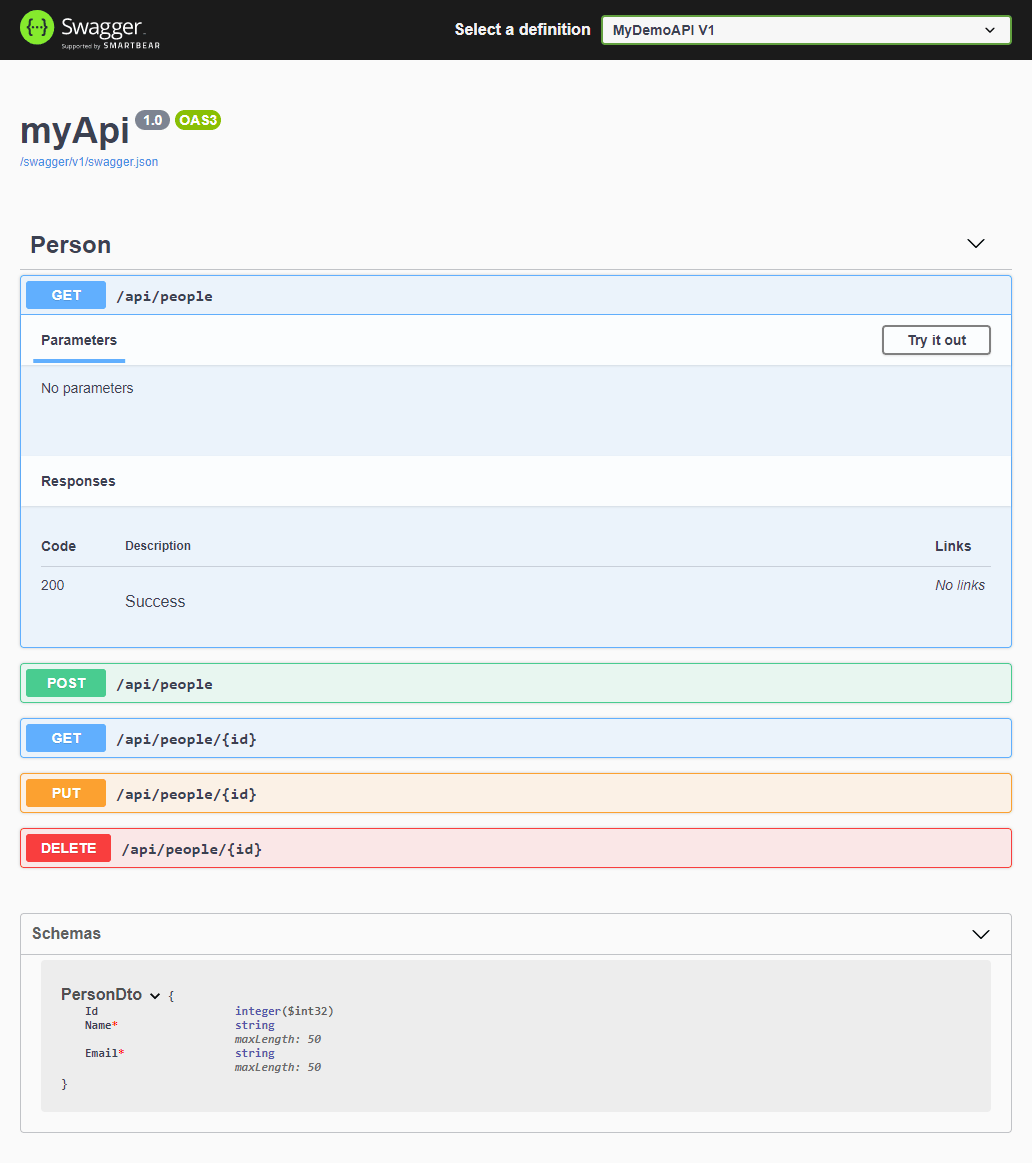 {··} Swagger
Supported by SMARTBEAR
Select a definition
MyDemoAPI V1
myApi 1.0 OAS3
/swagger/v1/swagger.json
Person
GET /api/people
Parameters
Try it out
No parameters
Responses
Code Description Links
200 Success No links
POST /api/people
GET /api/people/{id}
PUT /api/people/{id}
DELETE /api/people/{id}
Schemas
PersonDto {
Id integer($int32)
Name* string
maxLength: 50
Email* string
maxLength: 50
}